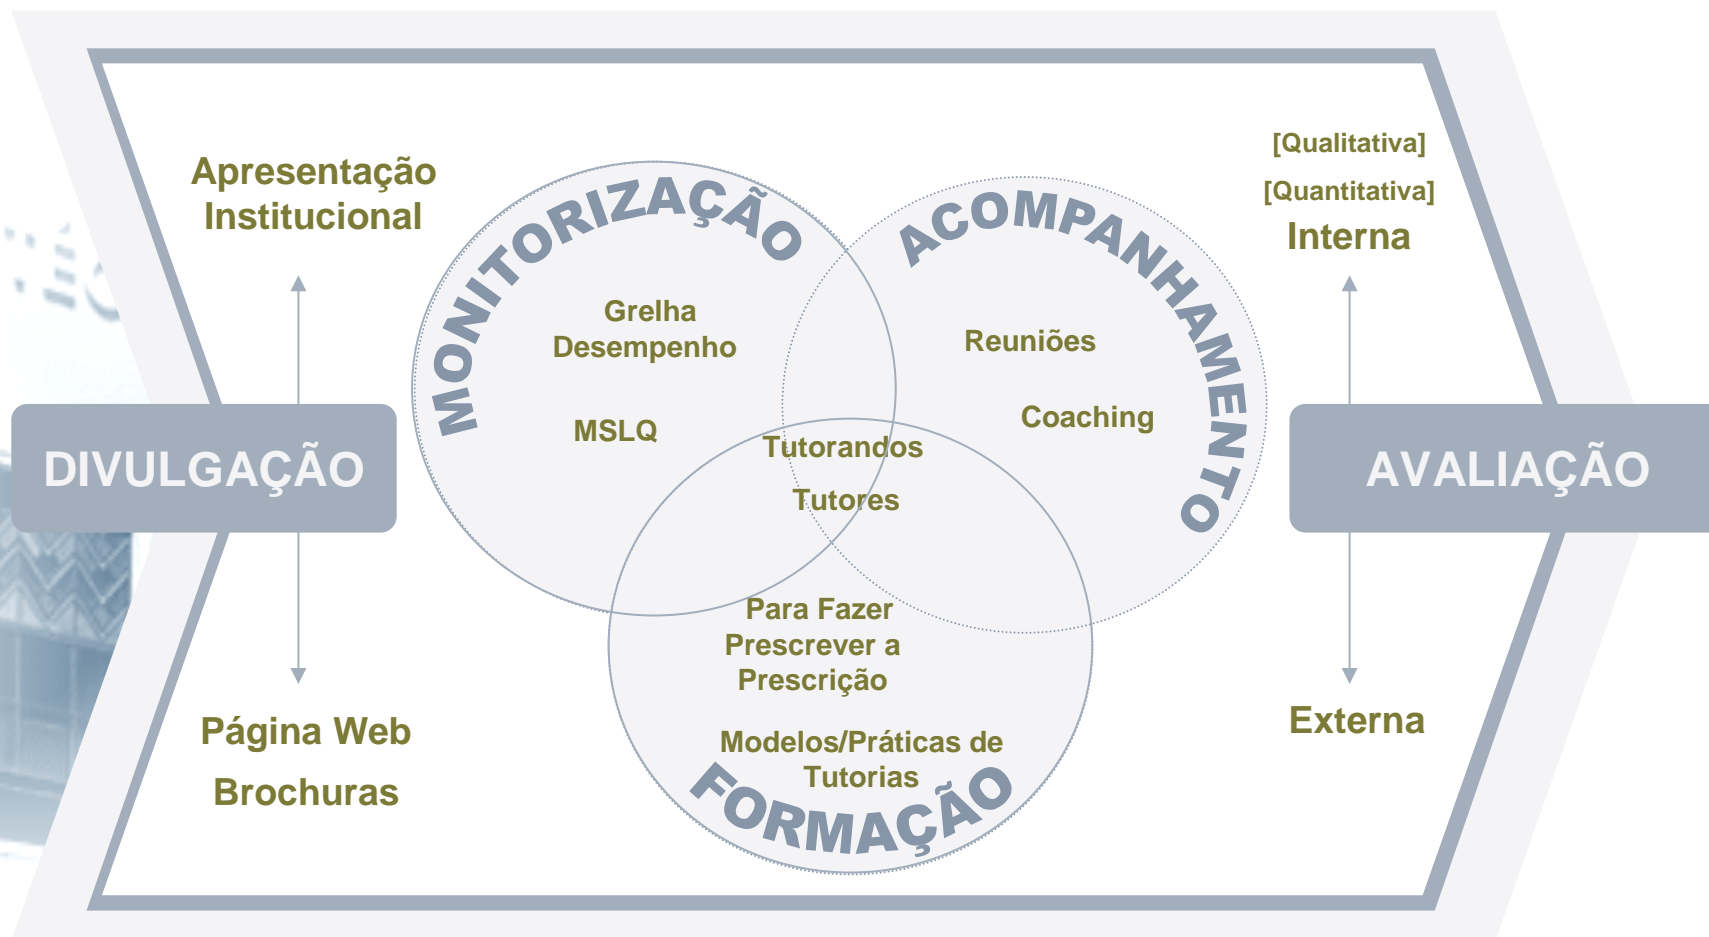 Apresentação
Institucional
DIVULGAÇÃO
Página Web
Brochuras
MONITORIZAÇÃO
Grelha
Desempenho
MSLQ
ACOMPANHAMENTO
Reuniões
Coaching
Tutorandos
Tutores
Para Fazer
Prescrever a
Prescrição
Modelos/Práticas de
Tutorias
FORMAÇÃO
[Qualitativa]
[Quantitativa]
Interna
AVALIAÇÃO
Externa